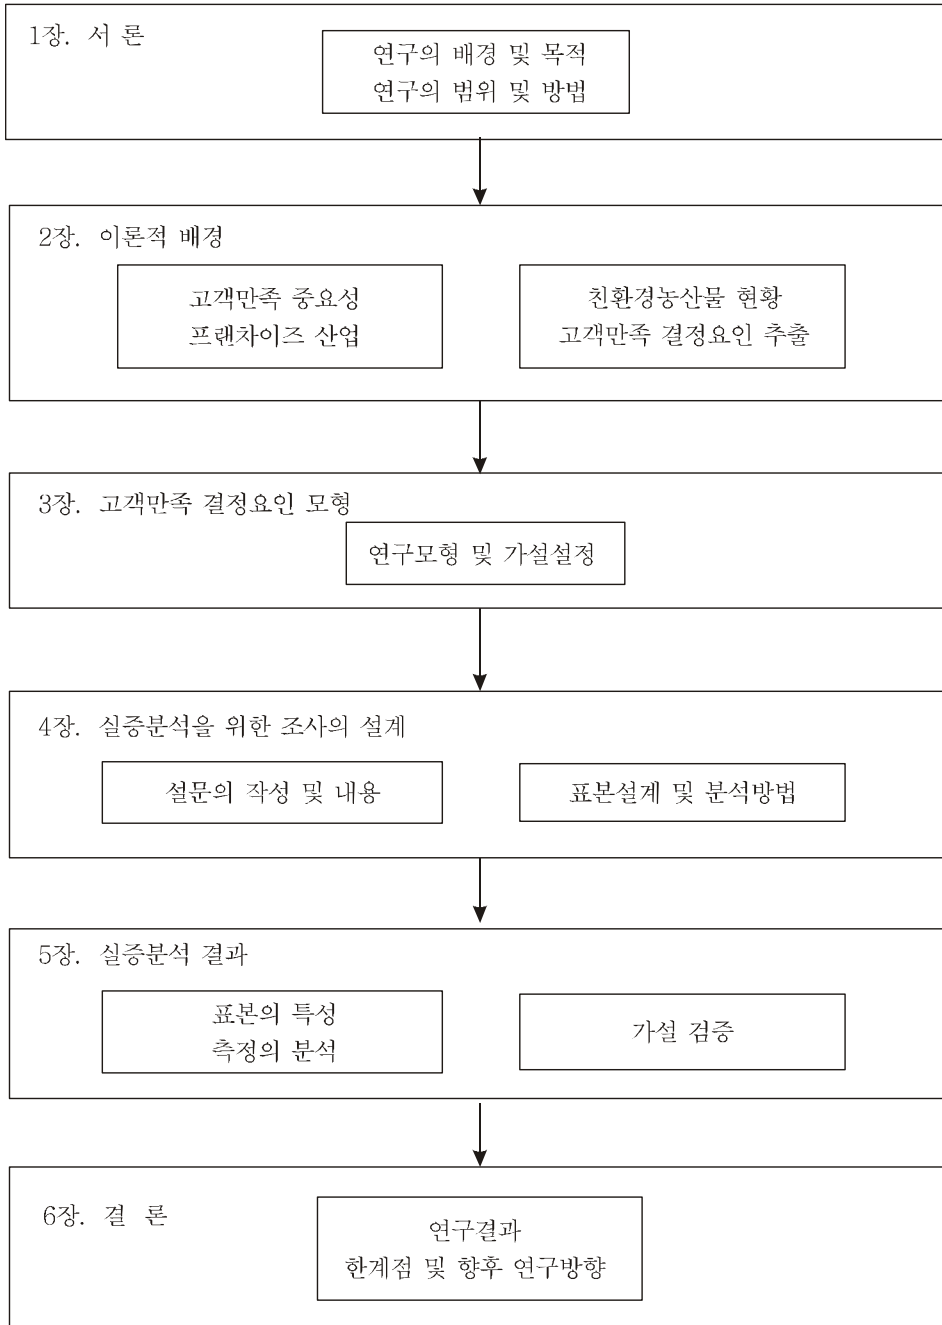 1장. 서 론
연구의 배경 및 목적
연구의 범위 및 방법
2장. 이론적 배경
고객만족 중요성
프랜차이즈 산업
친환경농산물 현황
고객만족 결정요인 추출
3장. 고객만족 결정요인 모형
연구모형 및 가설설정
4장. 실증분석을 위한 조사의 설계
설문의 작성 및 내용
표본설계 및 분석방법
5장. 실증분석 결과
표본의 특성
측정의 분석
가설 검증
6장. 결 론
연구결과
한계점 및 향후 연구방향